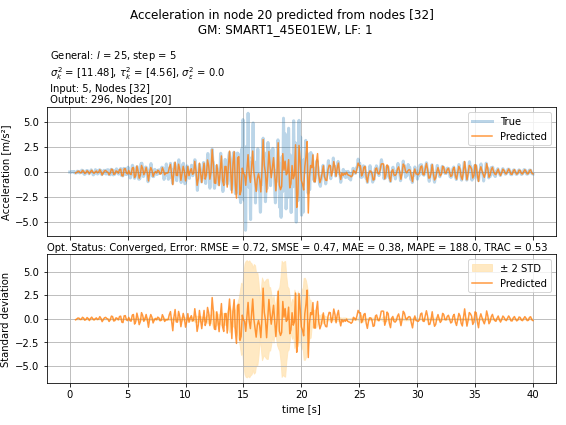 Acceleration in node 20 predicted from nodes [32]
GM: SMART1_45E01EW, LF: 1
General: l = 25, step = 5
σ²ₖ = [11.48], τ²ₖ = [4.56], σ²ε = 0.0
Input: 5, Nodes [32]
Output: 296, Nodes [20]
Acceleration [m/s²]
5.0
2.5
0.0
−2.5
−5.0
True
Predicted
Opt. Status: Converged, Error: RMSE = 0.72, SMSE = 0.47, MAE = 0.38, MAPE = 188.0, TRAC = 0.53
Standard deviation
5.0
2.5
0.0
−2.5
−5.0
± 2 STD
Predicted
0 5 10 15 20 25 30 35 40
time [s]